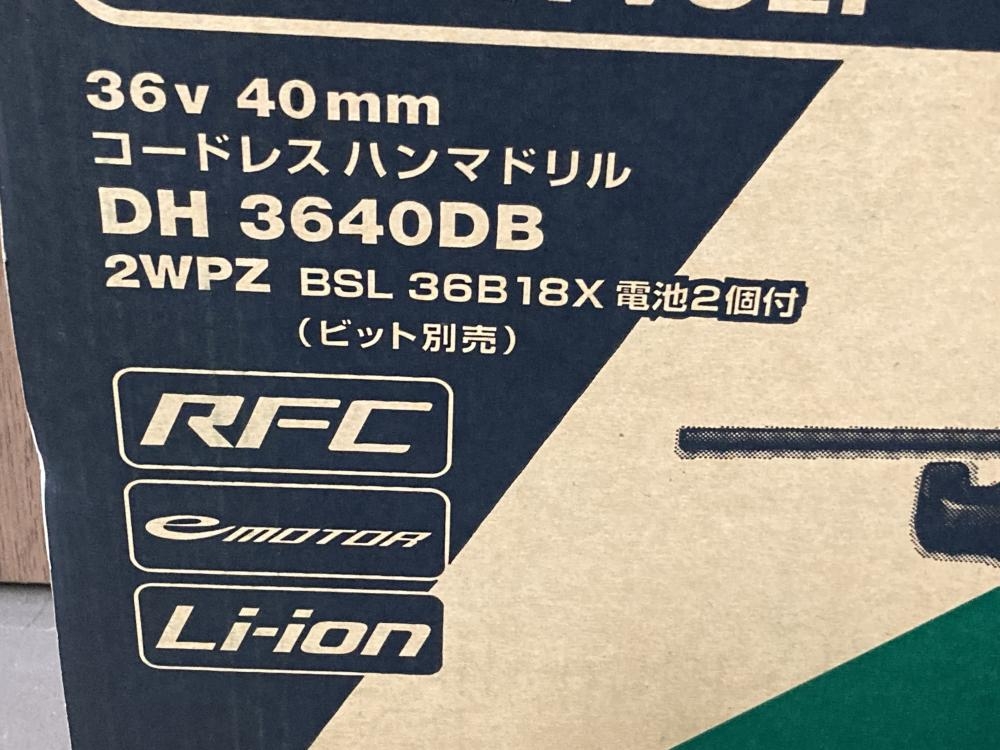 36v 40mm
コードレス ハンマドリル
DH 3640DB
2WPZ BSL 36B18X 電池2個付
(ビット別売)
RFC
eMOTOR
Li-ion